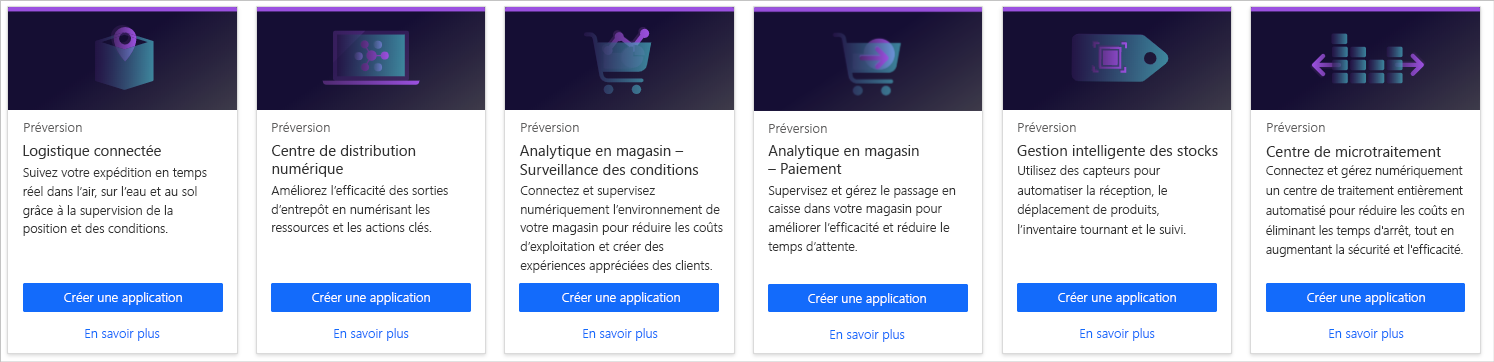 Préversion
Logistique connectée
Suivez votre expédition en temps
réel dans l'air, sur l'eau et au sol
grâce à la supervision de la
position et des conditions.
Créer une application
En savoir plus
Préversion
Centre de distribution
numérique
Améliorez l'efficacité des sorties
d'entrepôt en numérisant les
ressources et les actions clés.
Créer une application
En savoir plus
Préversion
Analytique en magasin –
Surveillance des conditions
Connectez et supervisez
numériquement l'environnement de
votre magasin pour réduire les coûts
d'exploitation et créer des
expériences appréciées des clients.
Créer une application
En savoir plus
Préversion
Analytique en magasin
– Paiement
Supervisez et gérez le passage en
caisse dans votre magasin pour
améliorer l'efficacité et réduire le
temps d'attente.
Créer une application
En savoir plus
Préversion
Gestion intelligente des stocks
Utilisez des capteurs pour
automatiser la réception, le
déplacement de produits,
l'inventaire tournant et le suivi.
Créer une application
En savoir plus
Préversion
Centre de microtraitement
Connectez et gérez numériquement
un centre de traitement entièrement
automatisé pour réduire les coûts en
éliminant les temps d'arrêt, tout en
augmentant la sécurité et l'efficacité.
Créer une application
En savoir plus